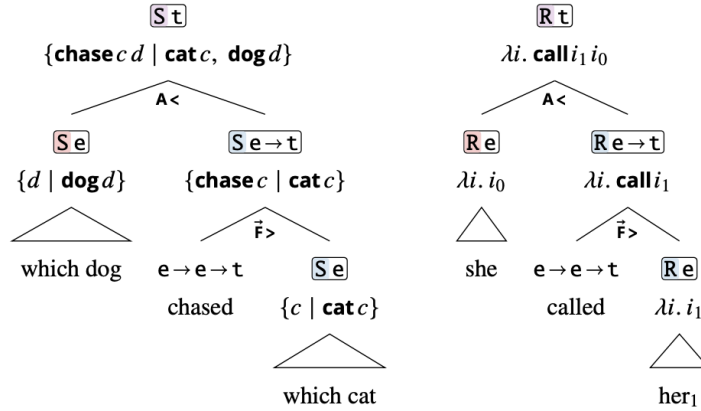 S t R t
{chase c d | cat c, dog d} λi. call i₁ i₀
A< A<
S e S e→t R e R e→t
{d | dog d} {chase c | cat c} λi. i₀ λi. call i₁
F⃗> F⃗>
which dog e→e→t S e she e→e→t R e
chased {c | cat c} called λi. i₁
which cat her₁